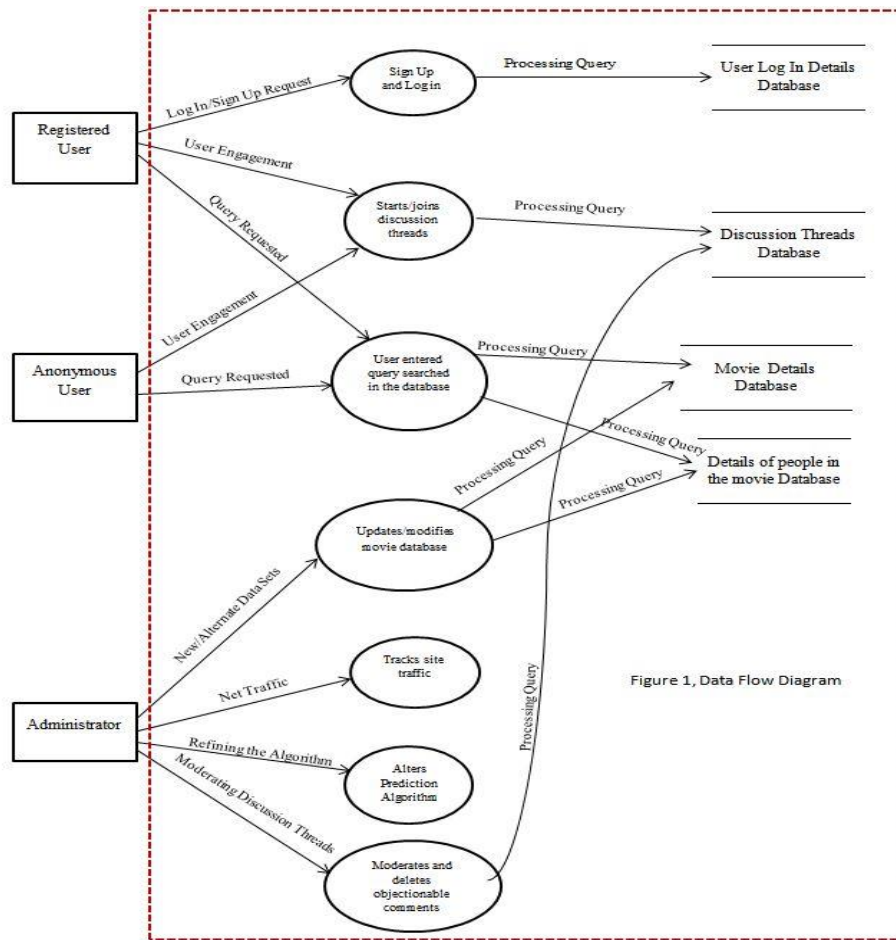 Registered
User
Log In/Sign Up Request
User Engagement
Query Requested
Sign Up
and Login
Processing Query
User Log In Details
Database
Starts/joins
discussion
threads
Processing Query
Discussion Threads
Database
Anonymous
User
User Engagement
Query Requested
User entered
query searched
in the database
Processing Query
Processing Query
Movie Details
Database
Details of people in
the movie Database
Updates/modifies
movie database
Processing Query
Processing Query
Administrator
New/Alternate Data Sets
Net Traffic
Refining the Algorithm
Moderating Discussion Threads
Tracks site
traffic
Alters
Prediction
Algorithm
Moderates and
deletes
objectionable
comments
Processing Query
Figure 1, Data Flow Diagram